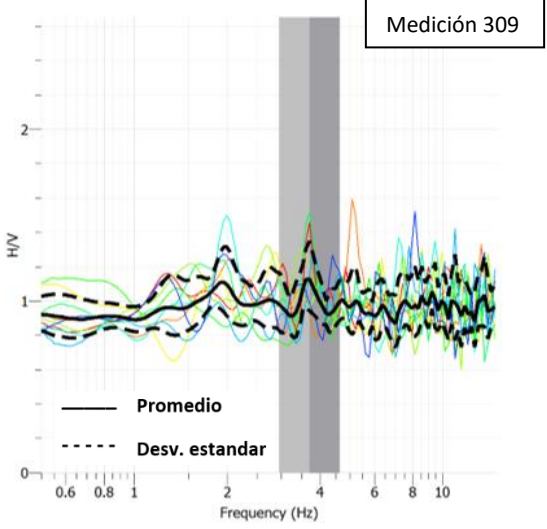 Medición 309
2
1
0
H/V
Promedio
Desv. estandar
0.6 0.8 1 2 4 6 8 10
Frequency (Hz)